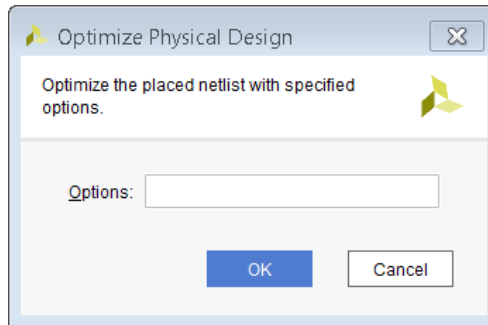 Optimize Physical Design
Optimize the placed netlist with specified
options.
Options:
OK
Cancel